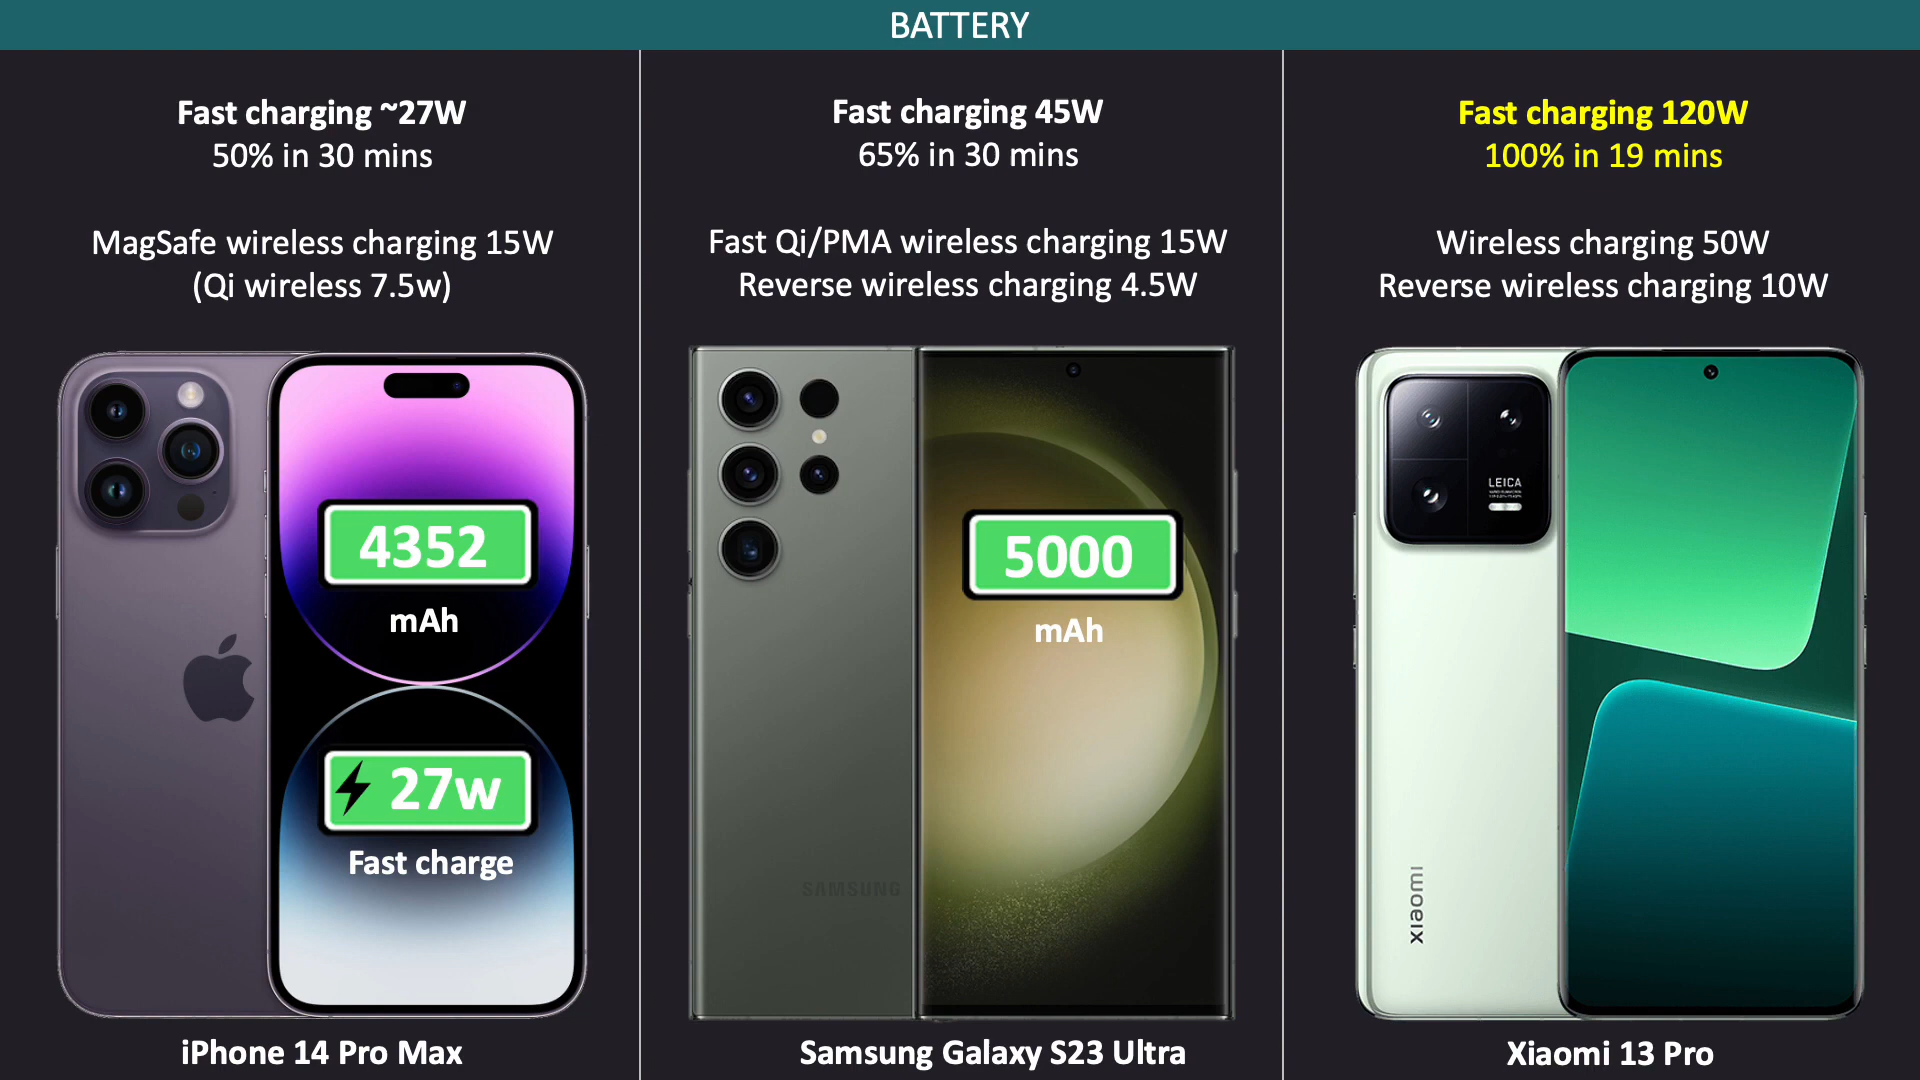 BATTERY
Fast charging ~27W
50% in 30 mins
MagSafe wireless charging 15W
(Qi wireless 7.5w)
4352
mAh
27w
Fast charge
iPhone 14 Pro Max
Fast charging 45W
65% in 30 mins
Fast Qi/PMA wireless charging 15W
Reverse wireless charging 4.5W
5000
mAh
SAMSUNG
Samsung Galaxy S23 Ultra
Fast charging 120W
100% in 19 mins
Wireless charging 50W
Reverse wireless charging 10W
LEICA
xiaomi
Xiaomi 13 Pro